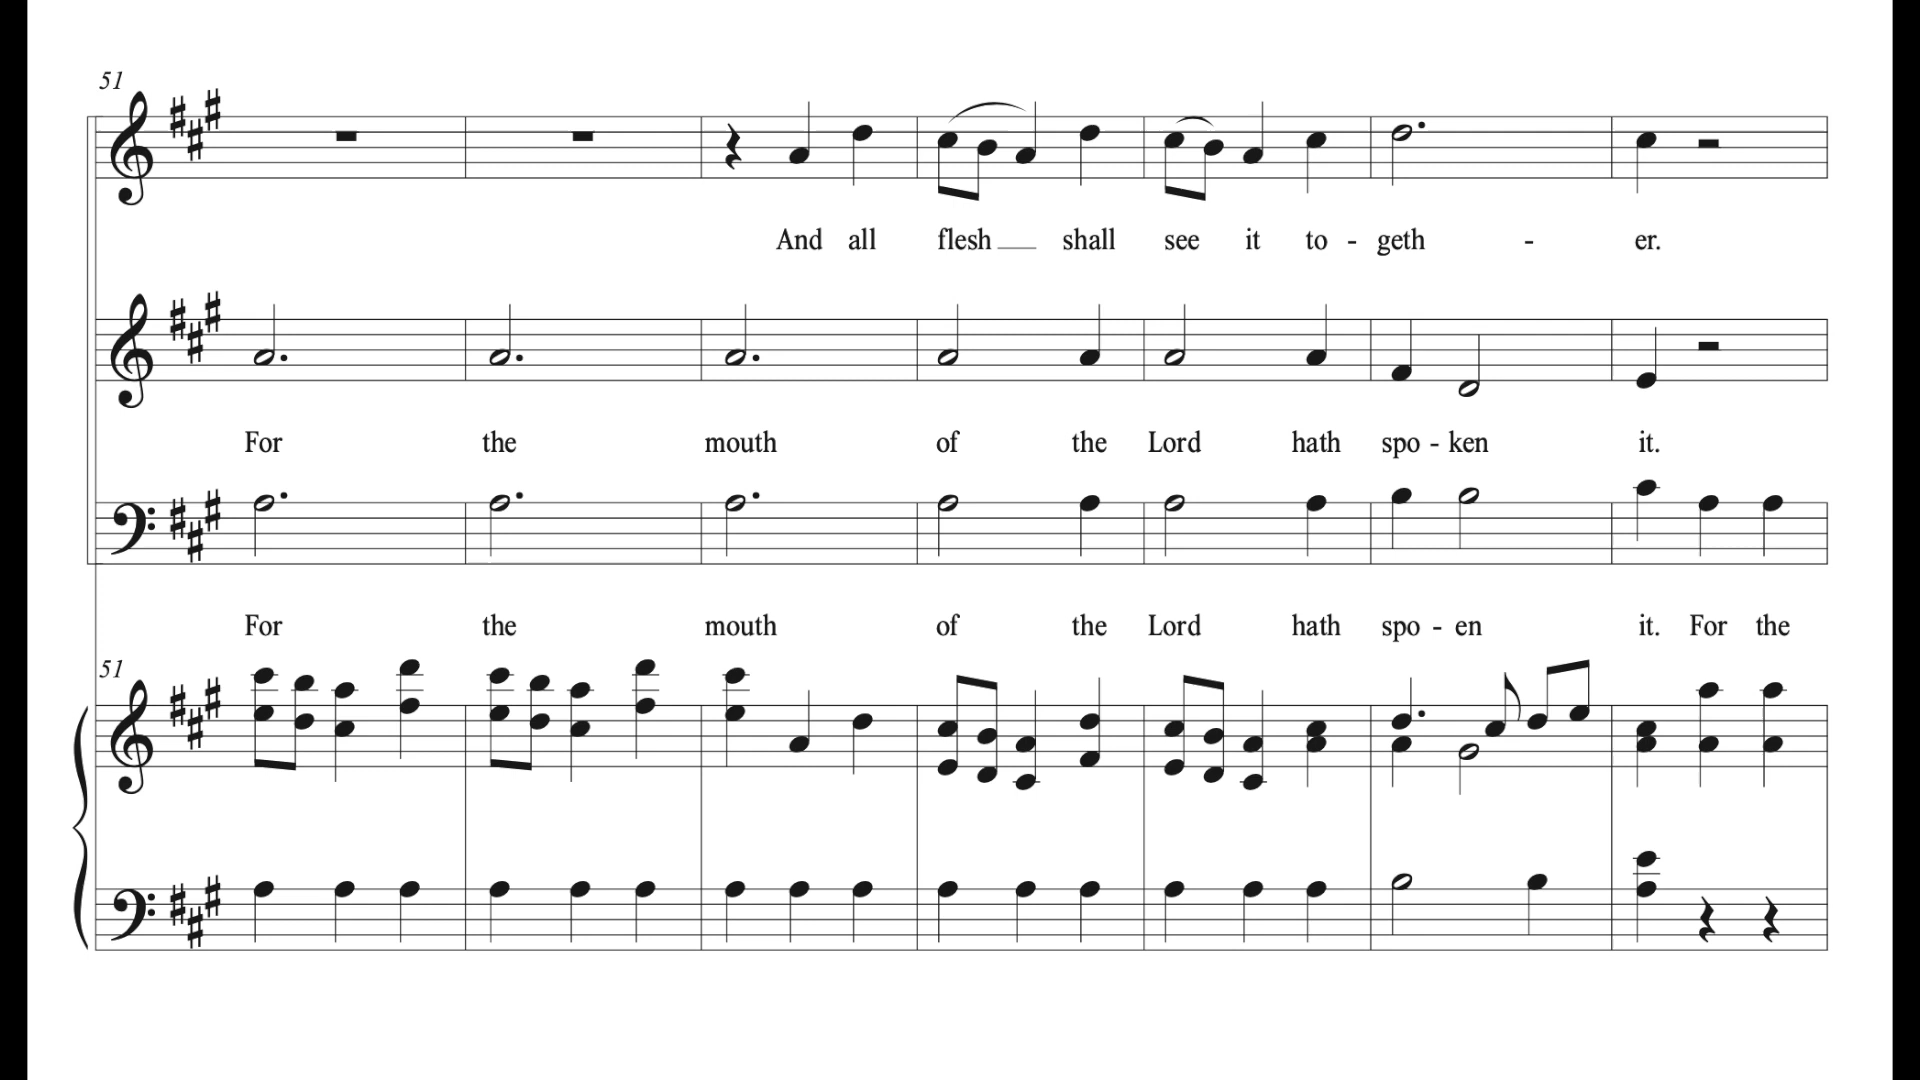 51
And all flesh shall see it to - geth - er.
For the mouth of the Lord hath spo - ken it.
For the mouth of the Lord hath spo - en it. For the
51